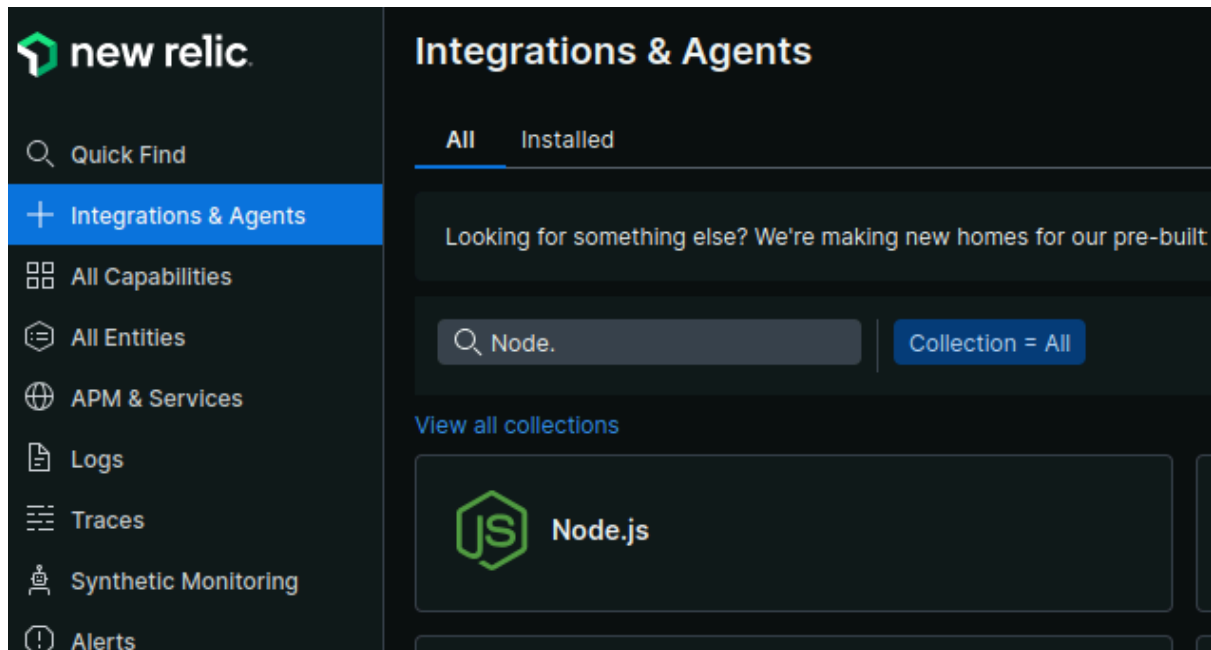 new relic.
Quick Find
Integrations & Agents
All Capabilities
All Entities
APM & Services
Logs
Traces
Synthetic Monitoring
Alerts
Integrations & Agents
All Installed
Looking for something else? We're making new homes for our pre-built
Node.
Collection = All
View all collections
JS
Node.js